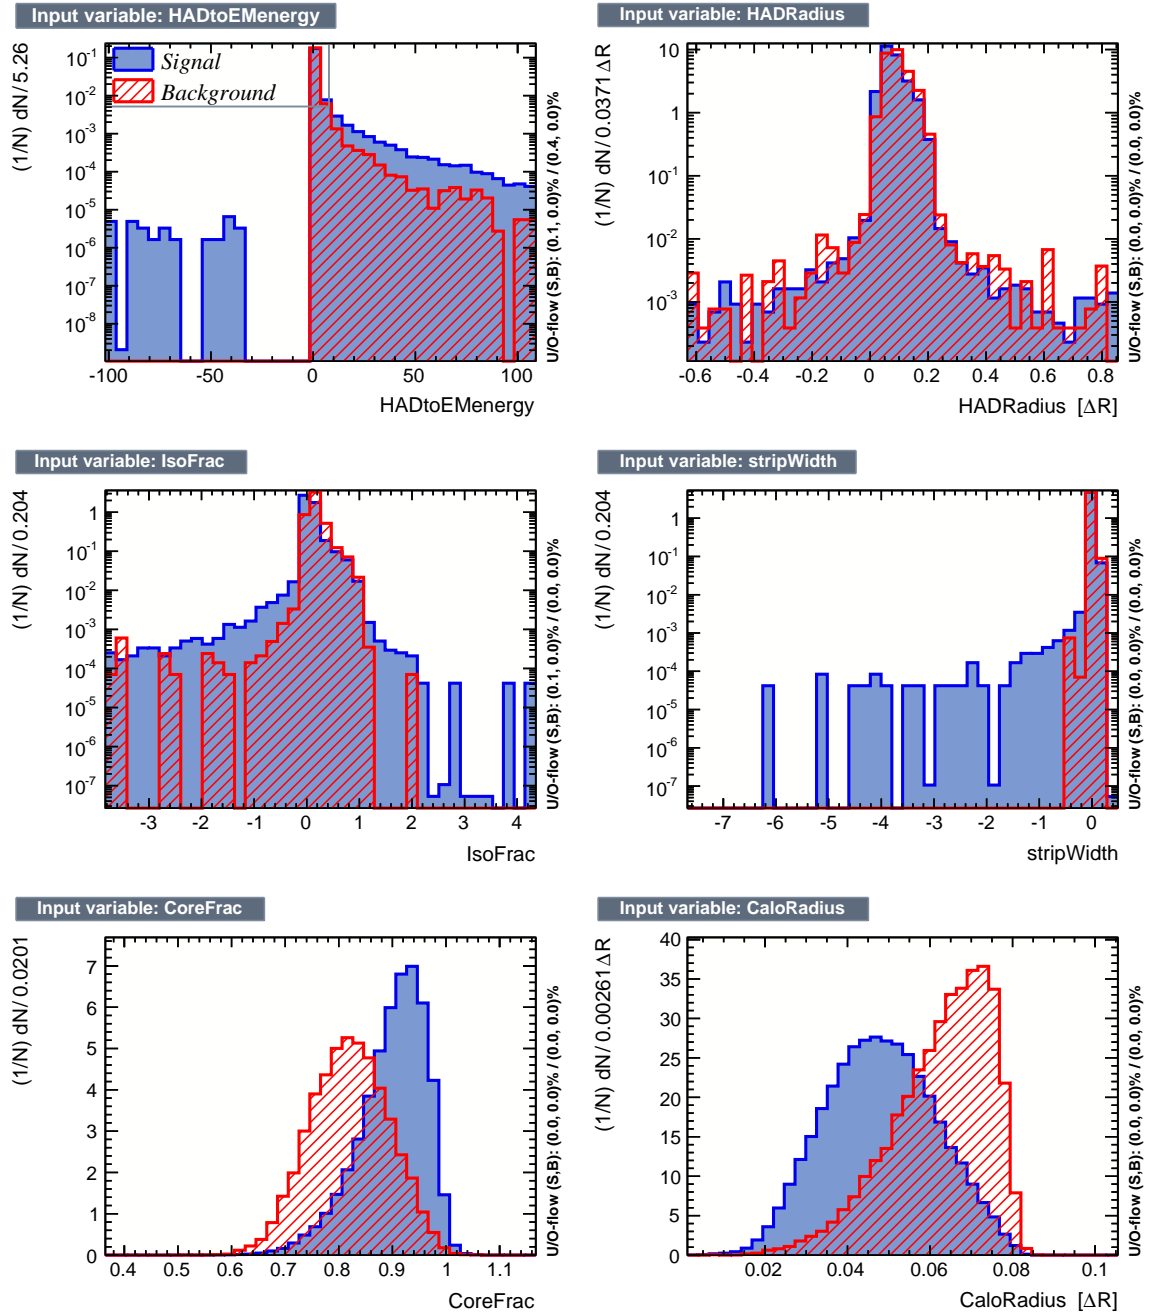 Input variable: HADtoEMenergy
(1/N) dN / 5.26
10⁻¹
10⁻²
10⁻³
10⁻⁴
10⁻⁵
10⁻⁶
10⁻⁷
10⁻⁸
Signal
Background
-100 -50 0 50 100
HADtoEMenergy
U/O-flow (S,B): (0.1, 0.0)% / (0.4, 0.0)%
Input variable: HADRadius
(1/N) dN / 0.0371 ΔR
10
1
10⁻¹
10⁻²
10⁻³
-0.6 -0.4 -0.2 0 0.2 0.4 0.6 0.8
HADRadius [ΔR]
U/O-flow (S,B): (0.0, 0.0)% / (0.0, 0.0)%
Input variable: IsoFrac
(1/N) dN / 0.204
1
10⁻¹
10⁻²
10⁻³
10⁻⁴
10⁻⁵
10⁻⁶
10⁻⁷
-3 -2 -1 0 1 2 3 4
IsoFrac
U/O-flow (S,B): (0.1, 0.0)% / (0.0, 0.0)%
Input variable: stripWidth
(1/N) dN / 0.204
1
10⁻¹
10⁻²
10⁻³
10⁻⁴
10⁻⁵
10⁻⁶
10⁻⁷
-7 -6 -5 -4 -3 -2 -1 0
stripWidth
U/O-flow (S,B): (0.0, 0.0)% / (0.0, 0.0)%
Input variable: CoreFrac
(1/N) dN / 0.0201
7
6
5
4
3
2
1
0
0.4 0.5 0.6 0.7 0.8 0.9 1 1.1
CoreFrac
U/O-flow (S,B): (0.0, 0.0)% / (0.0, 0.0)%
Input variable: CaloRadius
(1/N) dN / 0.00261 ΔR
40
35
30
25
20
15
10
5
0
0.02 0.04 0.06 0.08 0.1
CaloRadius [ΔR]
U/O-flow (S,B): (0.0, 0.0)% / (0.0, 0.0)%